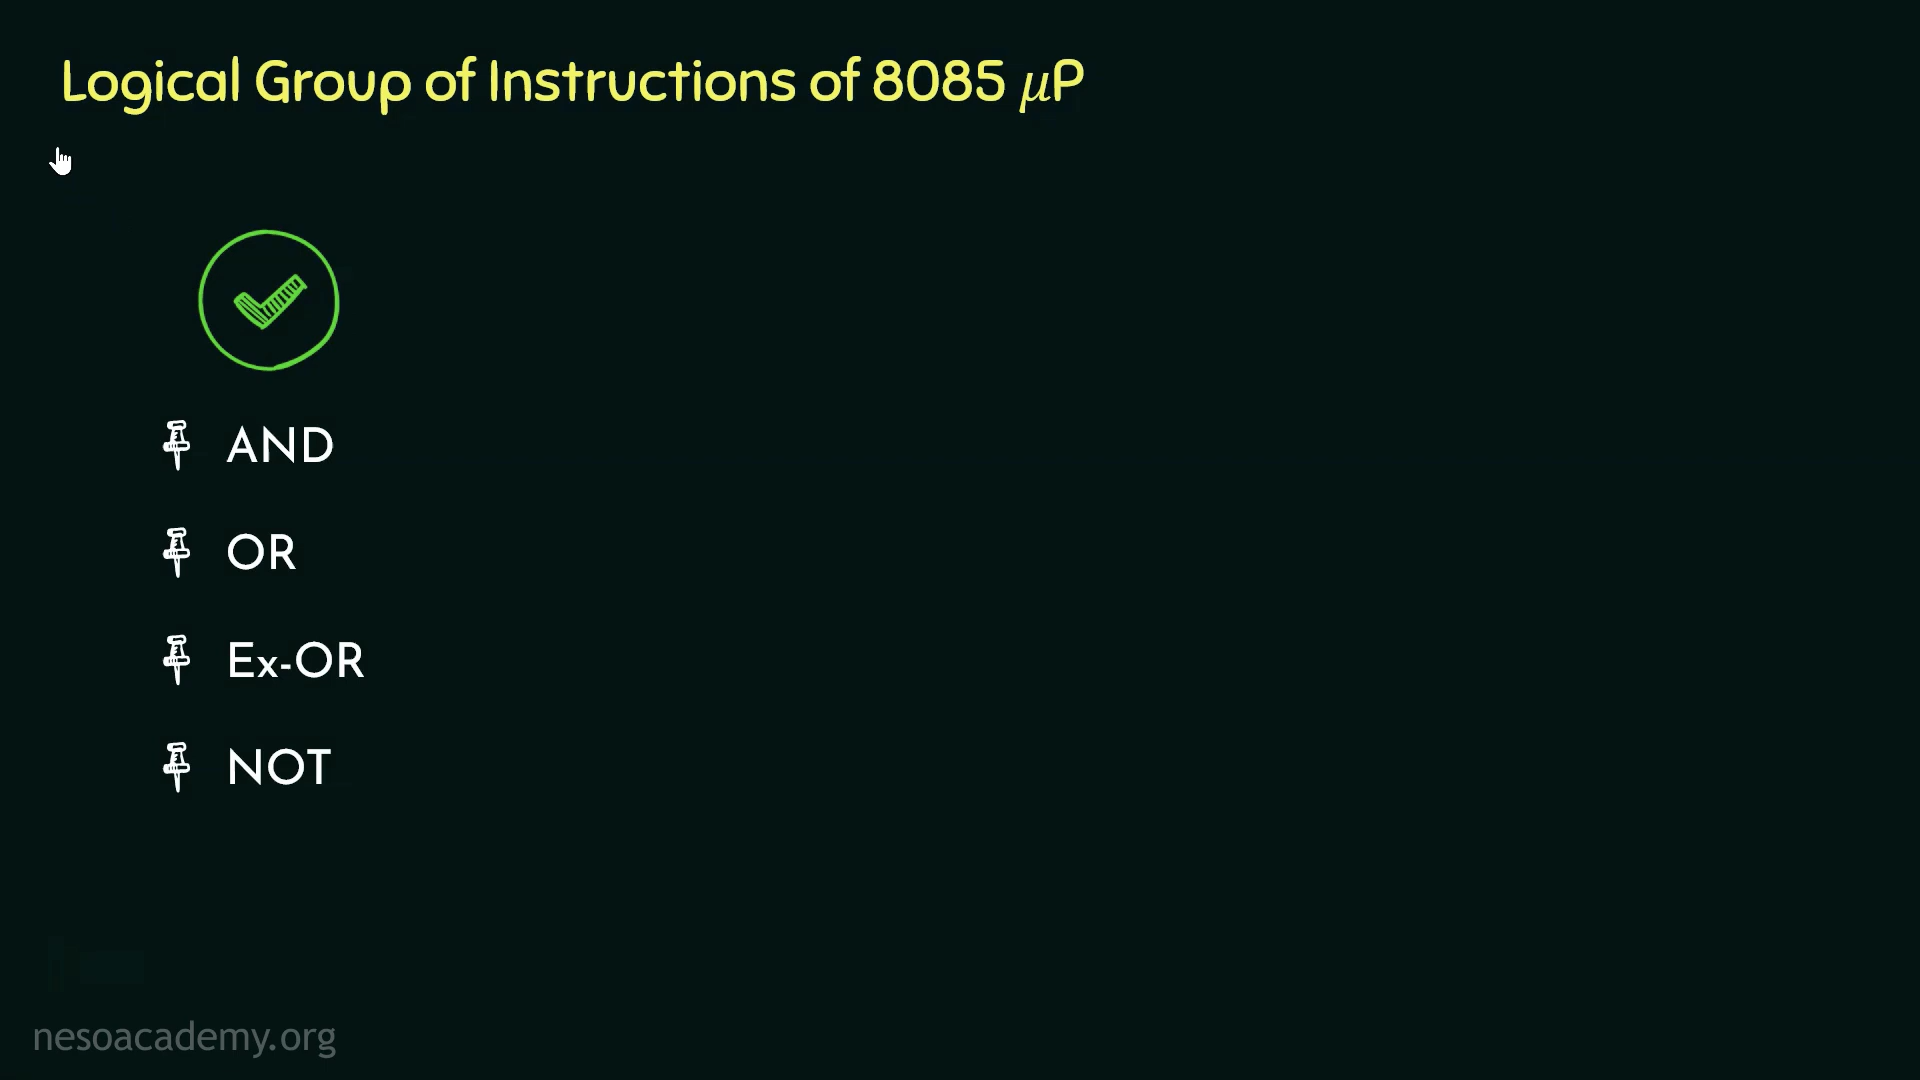 Logical Group of Instructions of 8085 μP
AND
OR
Ex-OR
NOT
nesoacademy.org